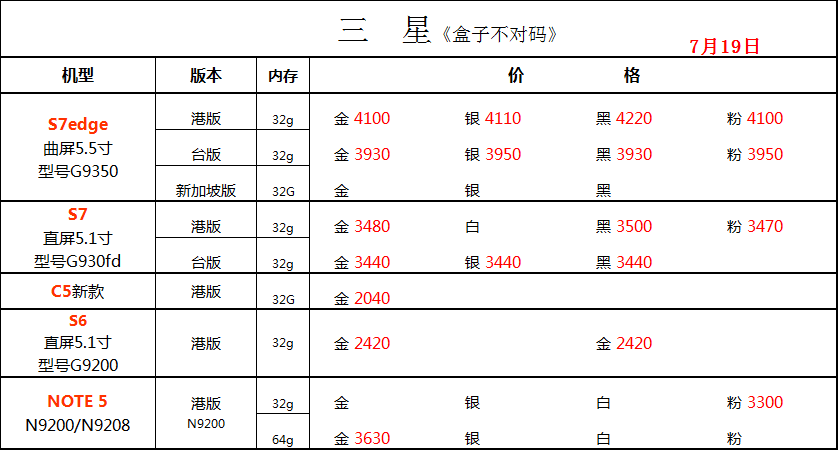 三 星《盒子不对码》 7月19日
机型 版本 内存 价 格
S7edge
曲屏5.5寸
型号G9350
港版 32g 金 4100 银 4110 黑 4220 粉 4100
台版 32g 金 3930 银 3950 黑 3930 粉 3950
新加坡版 32G 金 银 黑
S7
直屏5.1寸
型号G930fd
港版 32g 金 3480 白 黑 3500 粉 3470
台版 32g 金 3440 银 3440 黑 3440
C5新款 港版 32G 金 2040
S6
直屏5.1寸
型号G9200
港版 32g 金 2420 金 2420
NOTE 5
N9200/N9208
港版
N9200
32g 金 银 白 粉 3300
64g 金 3630 银 白 粉